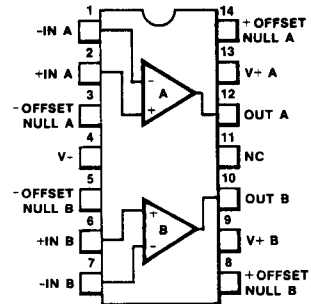 1
-IN A
2
+IN A
3
-OFFSET
NULL A
4
V-
5
-OFFSET
NULL B
6
+IN B
7
-IN B
14
+OFFSET
NULL A
13
V+ A
12
OUT A
11
NC
10
OUT B
9
V+ B
8
+OFFSET
NULL B
-
+
A
+
-
B